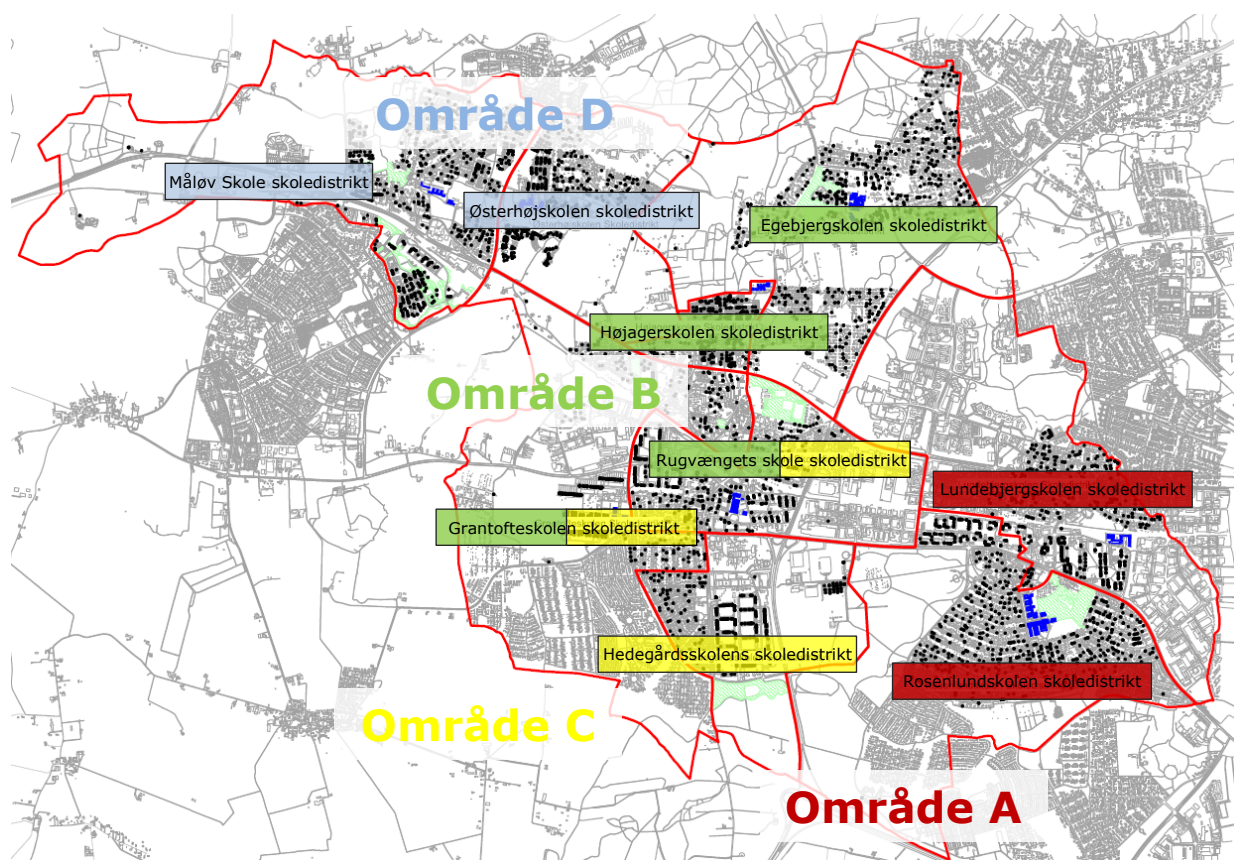 Område D
Måløv Skole skoledistrikt
Østerhøjskolen skoledistrikt
Egebjergskolen skoledistrikt
Højagerskolen skoledistrikt
Område B
Rugvængets skole skoledistrikt
Lundebjergskolen skoledistrikt
Grantofteskolen skoledistrikt
Hedegårdsskolens skoledistrikt
Rosenlundskolen skoledistrikt
Område C
Område A